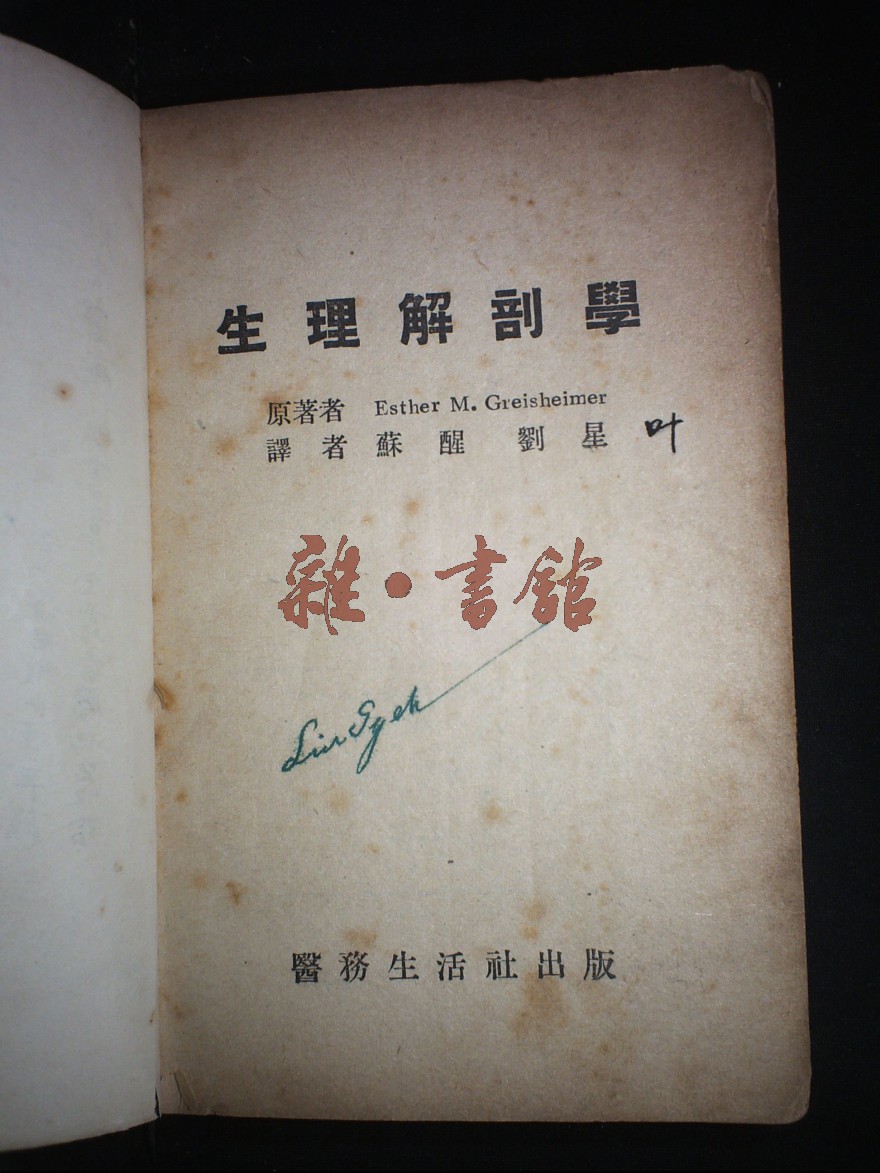 生理解剖學
原著者 Esther M. Greisheimer
譯者蘇醒 劉星 叶
雜·書館
醫務生活社出版